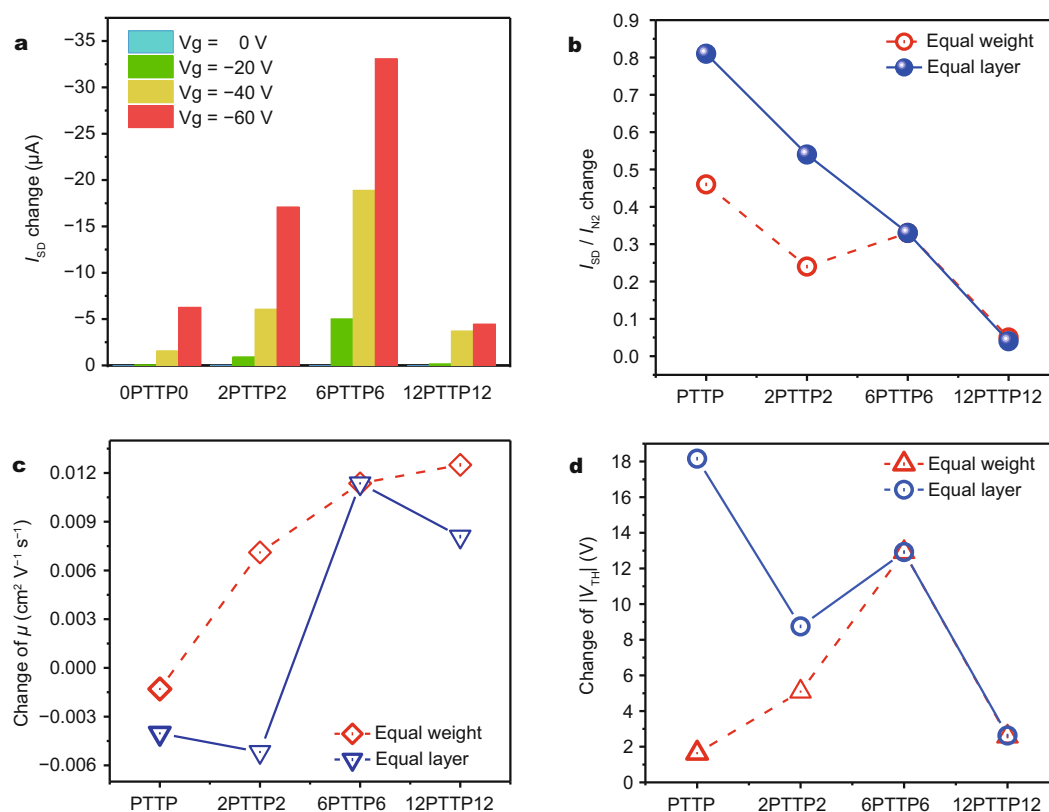 a
−35
−30
−25
−20
−15
−10
−5
0
I_SD change (μA)
Vg = 0 V
Vg = −20 V
Vg = −40 V
Vg = −60 V
0PTTP0 2PTTP2 6PTTP6 12PTTP12
b
0.9
0.8
0.7
0.6
0.5
0.4
0.3
0.2
0.1
0.0
I_SD / I_N2 change
Equal weight
Equal layer
PTTP 2PTTP2 6PTTP6 12PTTP12
c
0.012
0.009
0.006
0.003
0.000
−0.003
−0.006
Change of μ (cm² V⁻¹ s⁻¹)
Equal weight
Equal layer
PTTP 2PTTP2 6PTTP6 12PTTP12
d
18
16
14
12
10
8
6
4
2
0
Change of |V_TH| (V)
Equal weight
Equal layer
PTTP 2PTTP2 6PTTP6 12PTTP12